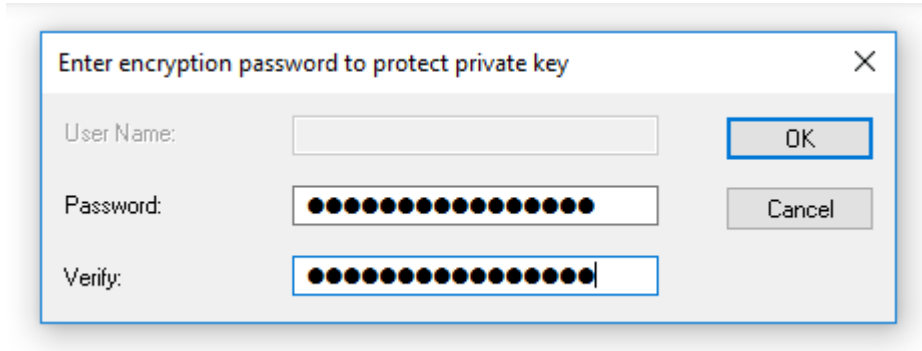 Enter encryption password to protect private key
User Name:
OK
Password: ●●●●●●●●●●●●●●●●
Cancel
Verify: ●●●●●●●●●●●●●●●●